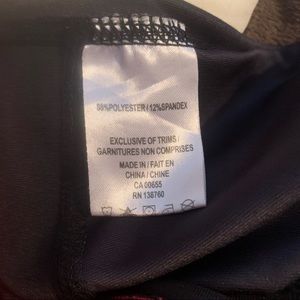 88%POLYESTER / 12%SPANDEX
EXCLUSIVE OF TRIMS /
GARNITURES NON COMPRISES
MADE IN / FAIT EN
CHINA / CHINE
CA 00655
RN 138760